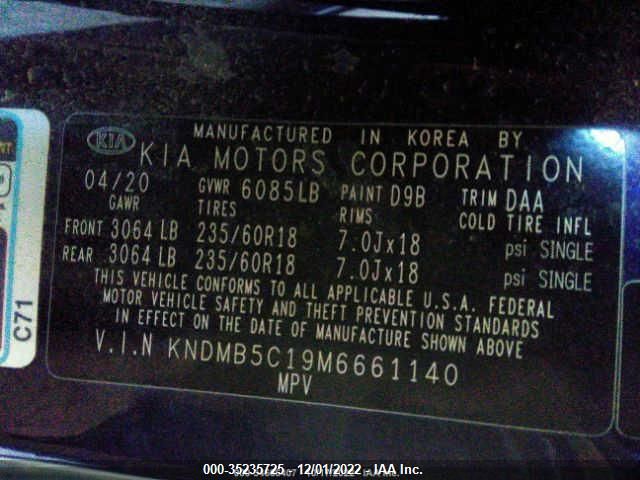 MANUFACTURED IN KOREA BY
KIA KIA MOTORS CORPORATION
04/20 GVWR 6085LB PAINT D9B TRIM DAA
GAWR TIRES RIMS COLD TIRE INFL
FRONT 3064 LB 235/60R18 7.0Jx18 psi SINGLE
REAR 3064 LB 235/60R18 7.0Jx18 psi SINGLE
THIS VEHICLE CONFORMS TO ALL APPLICABLE U.S.A. FEDERAL
MOTOR VEHICLE SAFETY AND THEFT PREVENTION STANDARDS
IN EFFECT ON THE DATE OF MANUFACTURE SHOWN ABOVE
V.I.N KNDMB5C19M6661140
MPV
C71
000-35235725 - 12/01/2022 - IAA Inc.